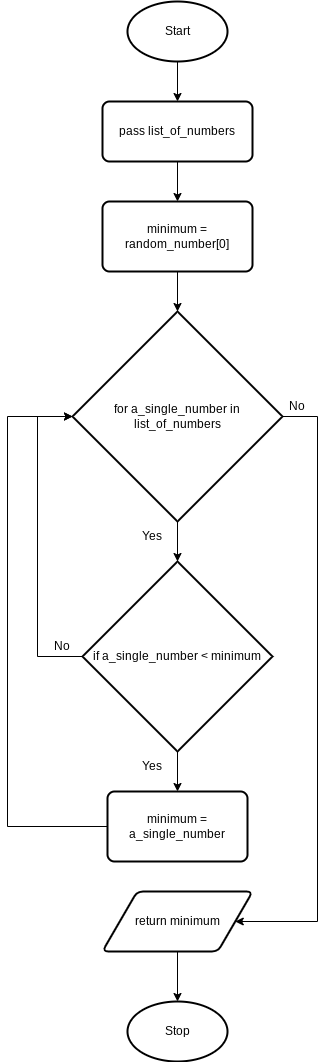 Start
pass list_of_numbers
minimum =
random_number[0]
for a_single_number in
list_of_numbers
No
Yes
if a_single_number < minimum
No
Yes
minimum =
a_single_number
return minimum
Stop